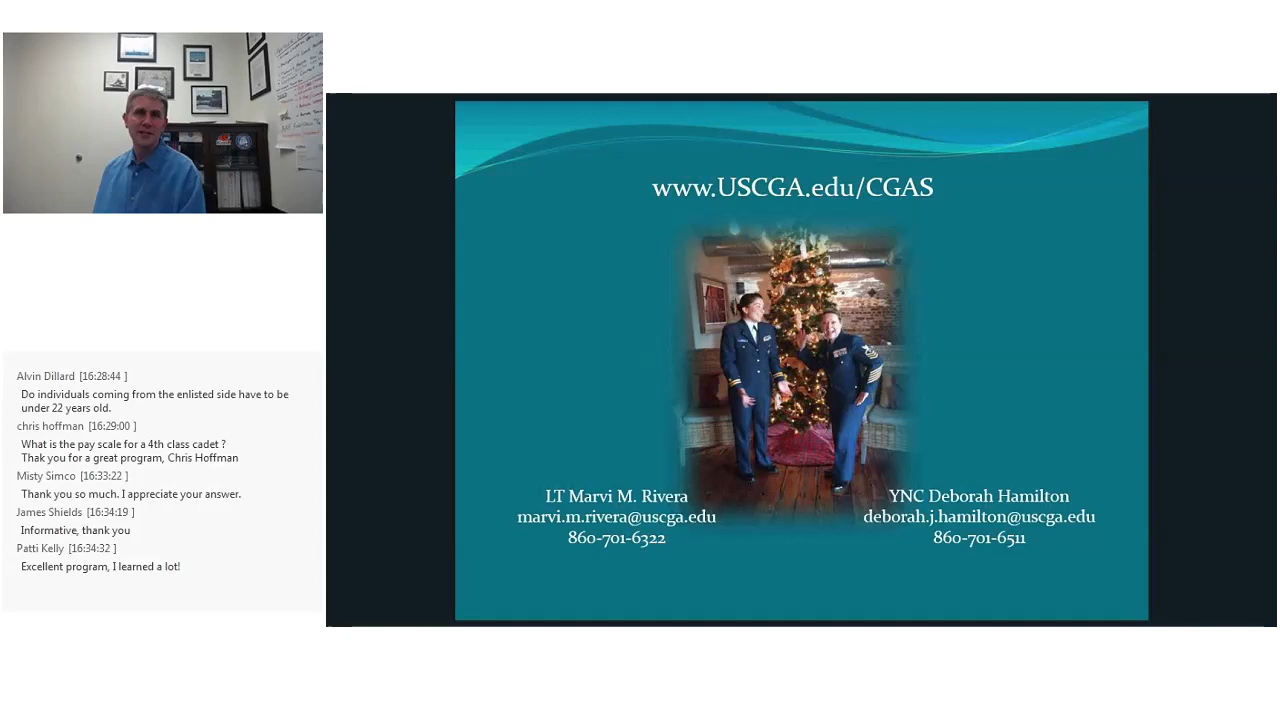 www.USCGA.edu/CGAS
LT Marvi M. Rivera
marvi.m.rivera@uscga.edu
860-701-6322
YNC Deborah Hamilton
deborah.j.hamilton@uscga.edu
860-701-6511
Alvin Dillard [16:28:44 ]
Do individuals coming from the enlisted side have to be
under 22 years old.
chris hoffman [16:29:00 ]
What is the pay scale for a 4th class cadet ?
Thak you for a great program, Chris Hoffman
Misty Simco [16:33:22 ]
Thank you so much. I appreciate your answer.
James Shields [16:34:19 ]
Informative, thank you
Patti Kelly [16:34:32 ]
Excellent program, I learned a lot!